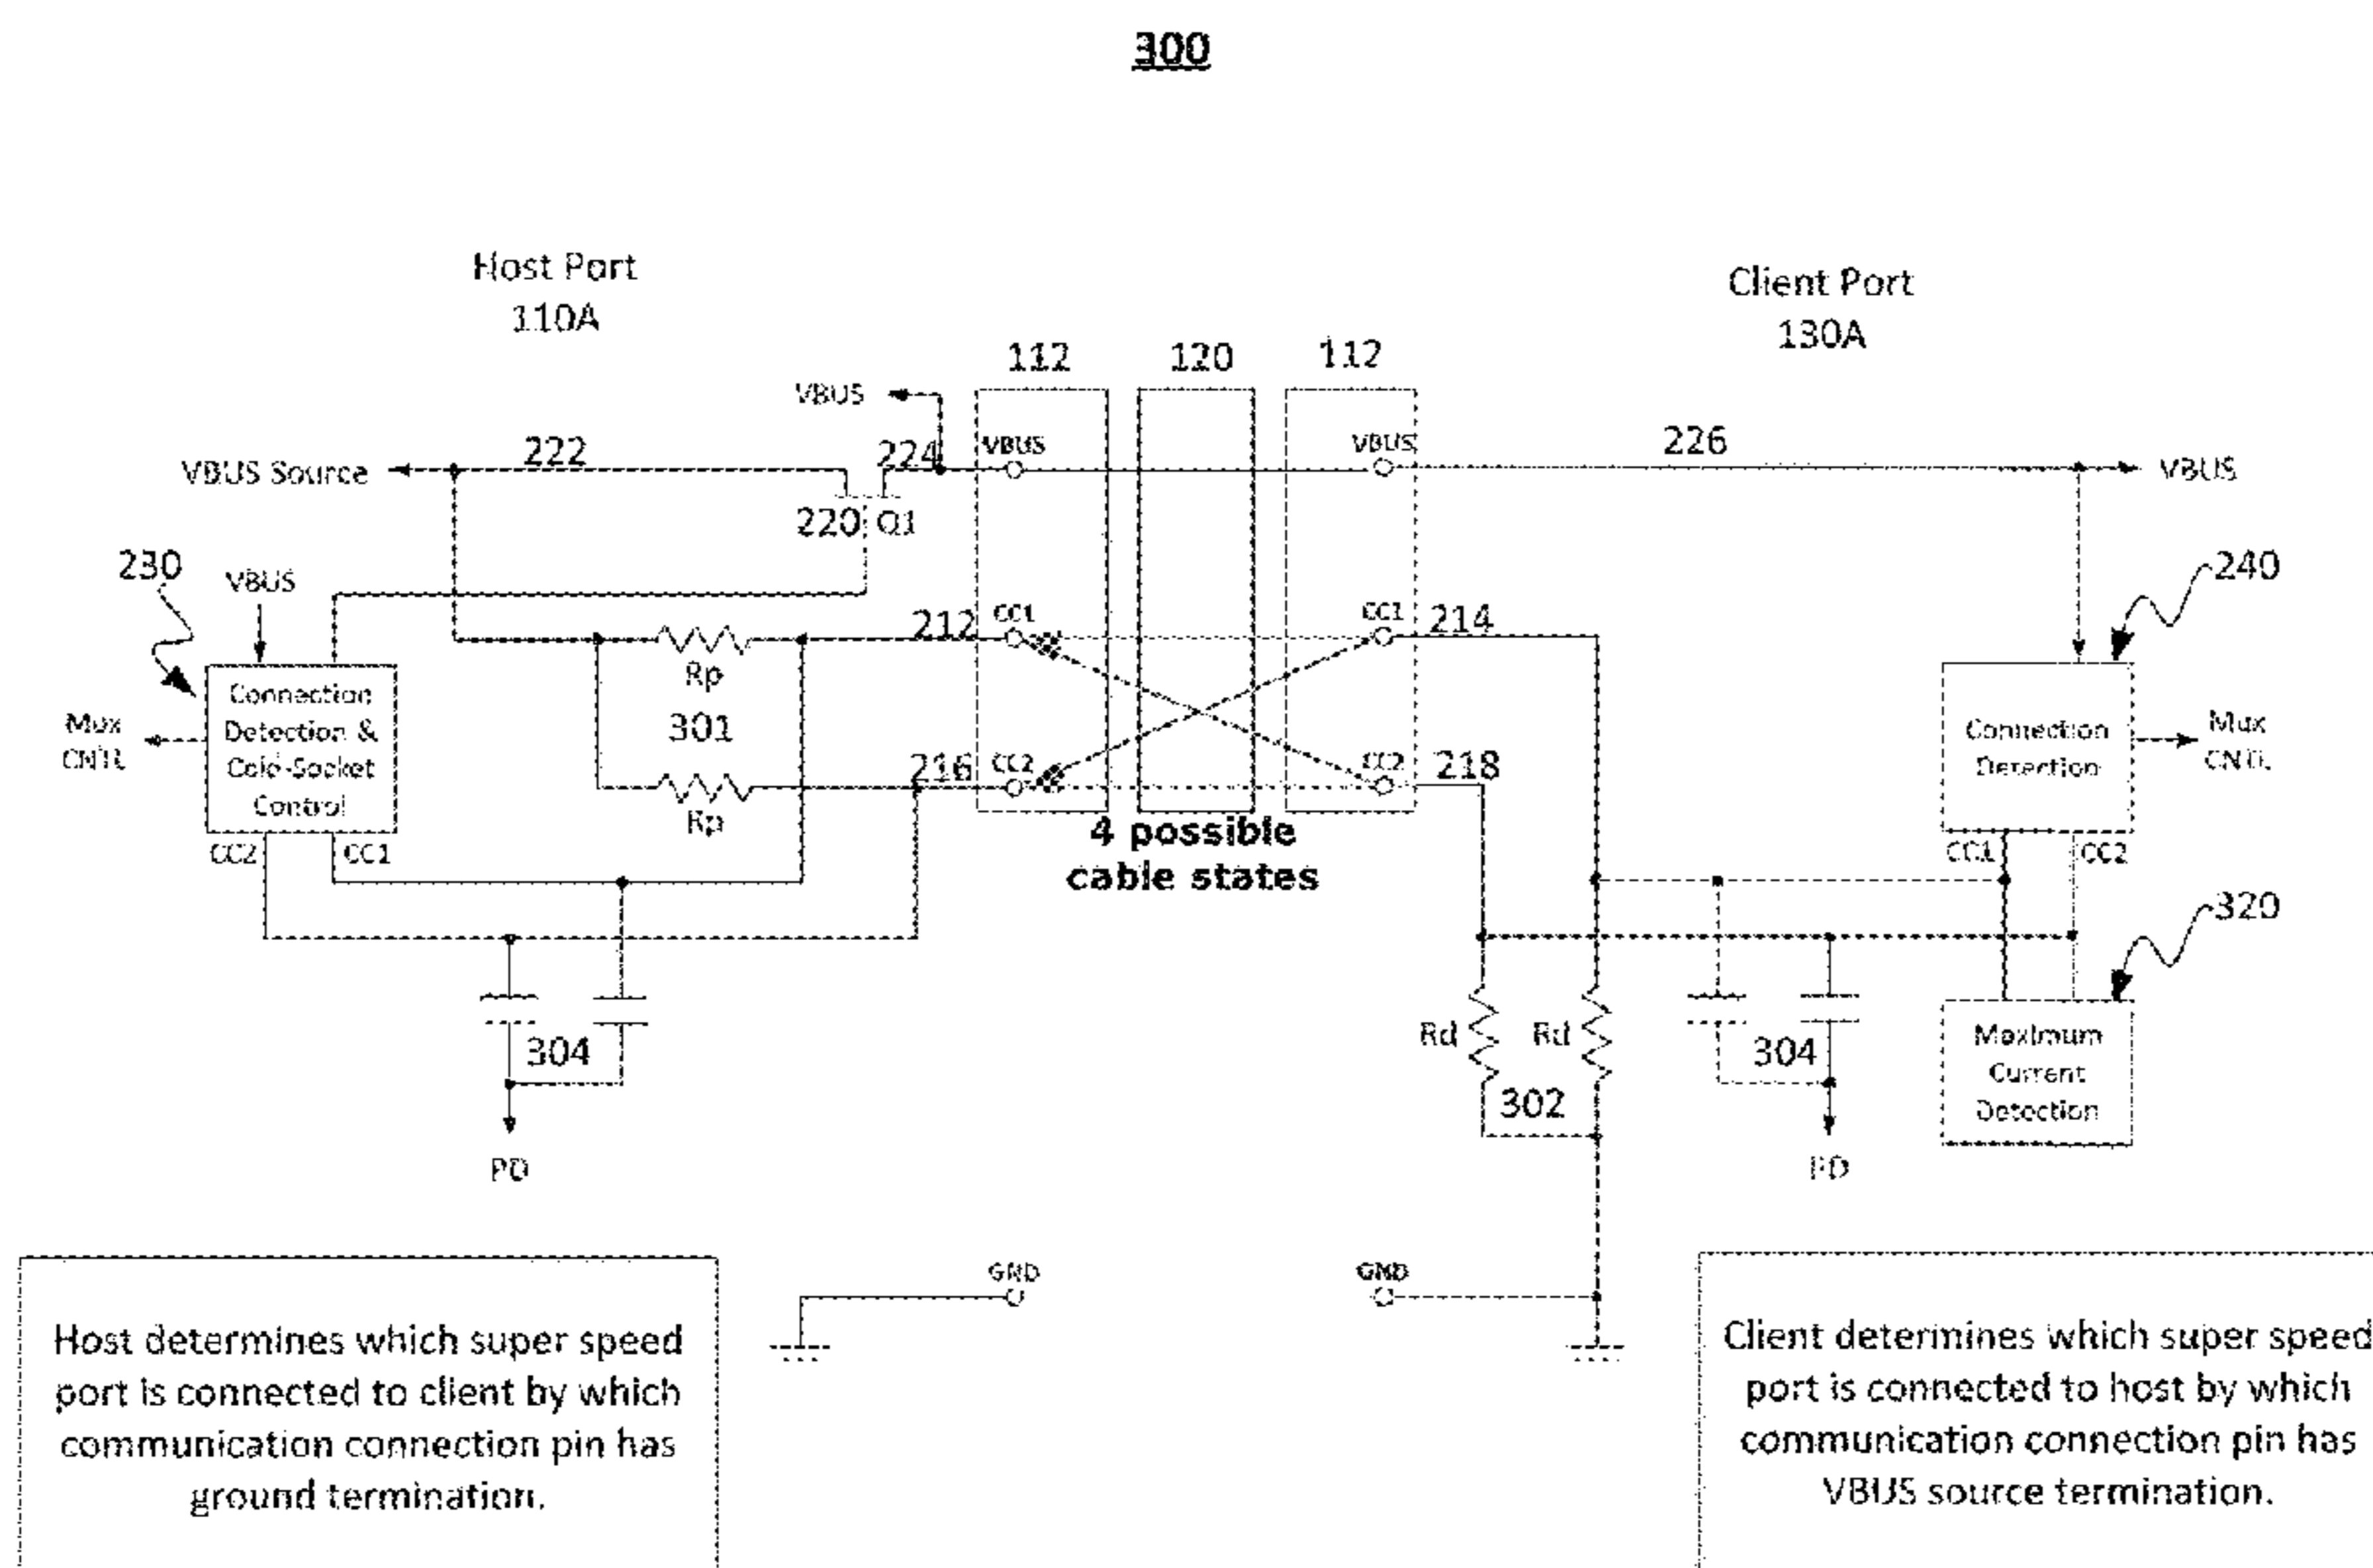 300
Host Port
110A
Client Port
130A
112
120
112
VBUS
VBUS Source
222
224
VBUS
VBUS
226
VBUS
220
Q1
230
VBUS
240
212
CC1
CC1
214
Rp
301
Mux
CNTL
Connection
Detection &
Cold-Socket
Control
Connection
Detection
Mux
CNTL
216
CC2
CC2
218
Rp
4 possible
cable states
CC2
CC1
CC1
CC2
320
304
Rd
Rd
302
304
Maximum
Current
Detection
PD
PD
GND
GND
Host determines which super speed
port is connected to client by which
communication connection pin has
ground termination.
Client determines which super speed
port is connected to host by which
communication connection pin has
VBUS source termination.